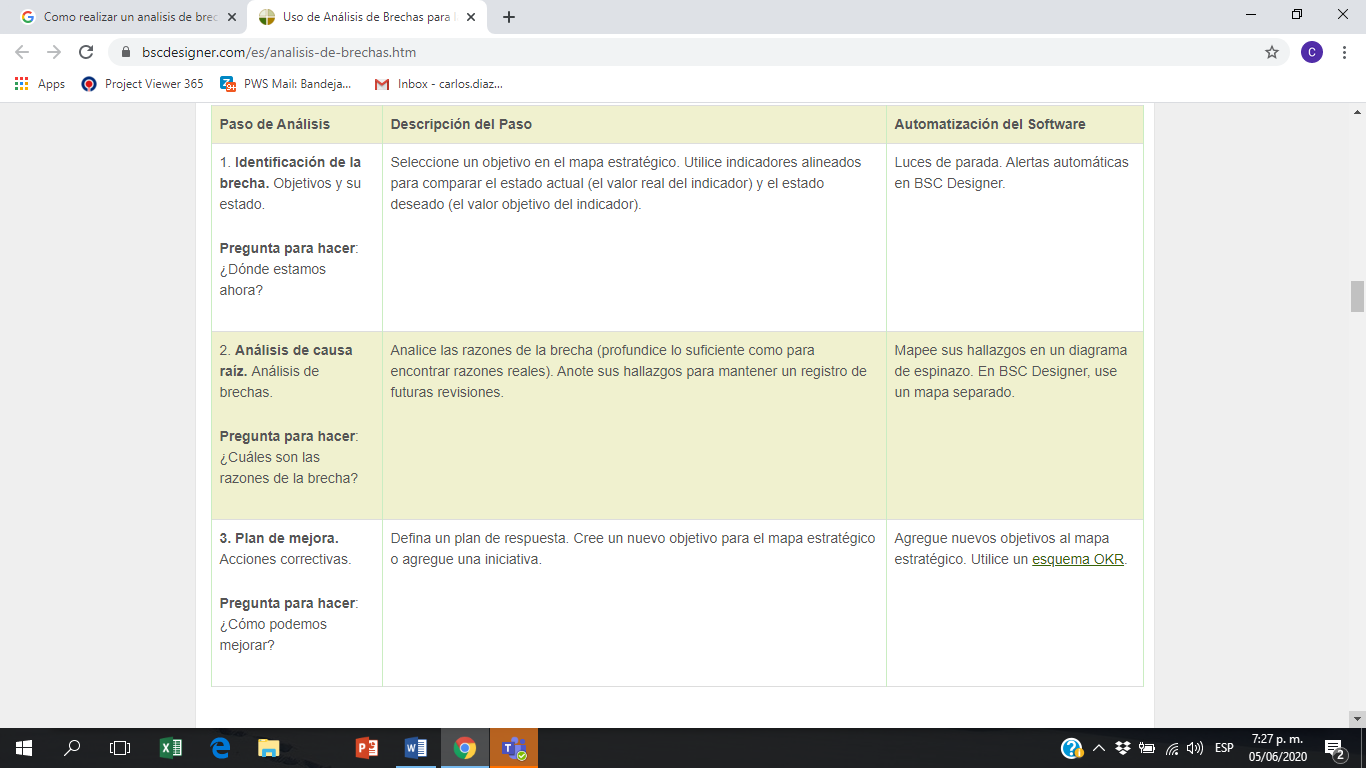 Como realizar un analisis de brec
Uso de Análisis de Brechas para l
bscdesigner.com/es/analisis-de-brechas.htm
C
Apps
Project Viewer 365
PWS Mail: Bandeja...
Inbox - carlos.diaz...
Paso de Análisis
Descripción del Paso
Automatización del Software
1. Identificación de la
brecha. Objetivos y su
estado.
Pregunta para hacer:
¿Dónde estamos
ahora?
Seleccione un objetivo en el mapa estratégico. Utilice indicadores alineados
para comparar el estado actual (el valor real del indicador) y el estado
deseado (el valor objetivo del indicador).
Luces de parada. Alertas automáticas
en BSC Designer.
2. Análisis de causa
raíz. Análisis de
brechas.
Pregunta para hacer:
¿Cuáles son las
razones de la brecha?
Analice las razones de la brecha (profundice lo suficiente como para
encontrar razones reales). Anote sus hallazgos para mantener un registro de
futuras revisiones.
Mapee sus hallazgos en un diagrama
de espinazo. En BSC Designer, use
un mapa separado.
3. Plan de mejora.
Acciones correctivas.
Pregunta para hacer:
¿Cómo podemos
mejorar?
Defina un plan de respuesta. Cree un nuevo objetivo para el mapa estratégico
o agregue una iniciativa.
Agregue nuevos objetivos al mapa
estratégico. Utilice un esquema OKR.
ESP
7:27 p. m.
05/06/2020
2